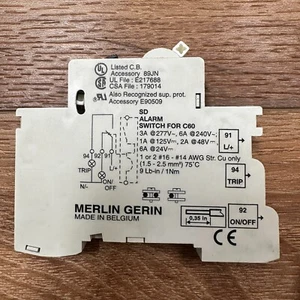 Listed C.B.
Accessory 89JN
UL File : E217688
CSA File : 179014
Also Recognized sup. prot.
Accessory E90509
SD
ALARM
SWITCH FOR C60
3A @277V~, 6A @240V~;
1A @125V⎓, 2A @48V⎓
6A @24V⎓
1 or 2 #16 - #14 AWG Str. Cu only
(1.5 - 2.5 mm²) 75°C
9 Lb-in / 1Nm
91
L/+
94
TRIP
92
ON/OFF
94 92 91
TRIP
ON/
OFF
N/-
0,35 in
MERLIN GERIN
MADE IN BELGIUM
CE